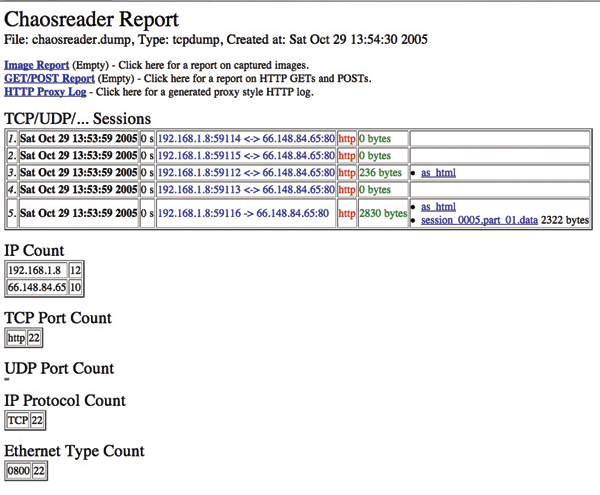 Chaosreader Report
File: chaosreader.dump, Type: tcpdump, Created at: Sat Oct 29 13:54:30 2005
Image Report (Empty) - Click here for a report on captured images.
GET/POST Report (Empty) - Click here for a report on HTTP GETs and POSTs.
HTTP Proxy Log - Click here for a generated proxy style HTTP log.
TCP/UDP/... Sessions
1. Sat Oct 29 13:53:59 2005 0 s 192.168.1.8:59114 <-> 66.148.84.65:80 http 0 bytes
2. Sat Oct 29 13:53:59 2005 0 s 192.168.1.8:59115 <-> 66.148.84.65:80 http 0 bytes
3. Sat Oct 29 13:53:59 2005 0 s 192.168.1.8:59112 <-> 66.148.84.65:80 http 236 bytes • as_html
4. Sat Oct 29 13:53:59 2005 0 s 192.168.1.8:59113 <-> 66.148.84.65:80 http 0 bytes
5. Sat Oct 29 13:53:59 2005 0 s 192.168.1.8:59116 -> 66.148.84.65:80 http 2830 bytes • as_html
• session_0005.part_01.data 2322 bytes
IP Count
192.168.1.8 12
66.148.84.65 10
TCP Port Count
http 22
UDP Port Count
IP Protocol Count
TCP 22
Ethernet Type Count
0800 22